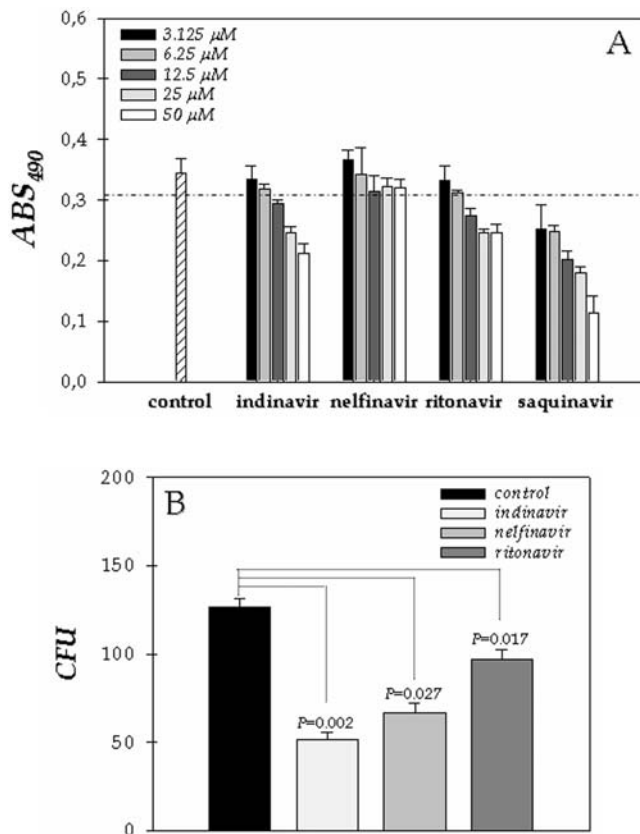 A
3.125 µM
6.25 µM
12.5 µM
25 µM
50 µM
0,6
0,5
0,4
0,3
0,2
0,1
0,0
ABS490
control indinavir nelfinavir ritonavir saquinavir
B
control
indinavir
nelfinavir
ritonavir
200
150
100
50
0
CFU
P=0.002
P=0.027
P=0.017